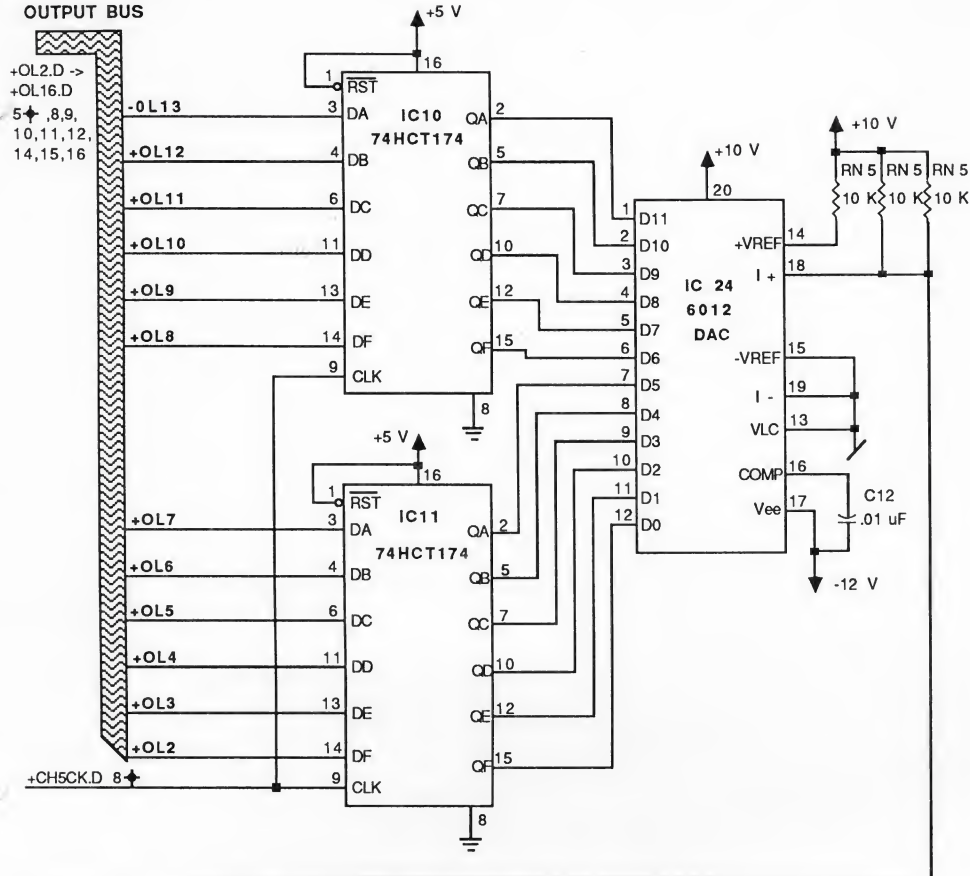 OUTPUT BUS
+OL2.D ->
+OL16.D
5 ,8,9,
10,11,12,
14,15,16
-0L13
+OL12
+OL11
+OL10
+OL9
+OL8
+5 V
16
1 RST
3 DA
4 DB
6 DC
11 DD
13 DE
14 DF
9 CLK
IC10
74HCT174
QA 2
QB 5
QC 7
QD 10
QE 12
QF 15
8
+OL7
+OL6
+OL5
+OL4
+OL3
+OL2
+CH5CK.D 8
+5 V
16
1 RST
3 DA
4 DB
6 DC
11 DD
13 DE
14 DF
9 CLK
IC11
74HCT174
QA 2
QB 5
QC 7
QD 10
QE 12
QF 15
8
+10 V
20
1 D11
2 D10
3 D9
4 D8
5 D7
6 D6
7 D5
8 D4
9 D3
10 D2
11 D1
12 D0
IC 24
6012
DAC
+VREF 14
I + 18
-VREF 15
I - 19
VLC 13
COMP 16
Vee 17
+10 V
RN 5 RN 5 RN 5
10 K 10 K 10 K
C12
.01 uF
-12 V